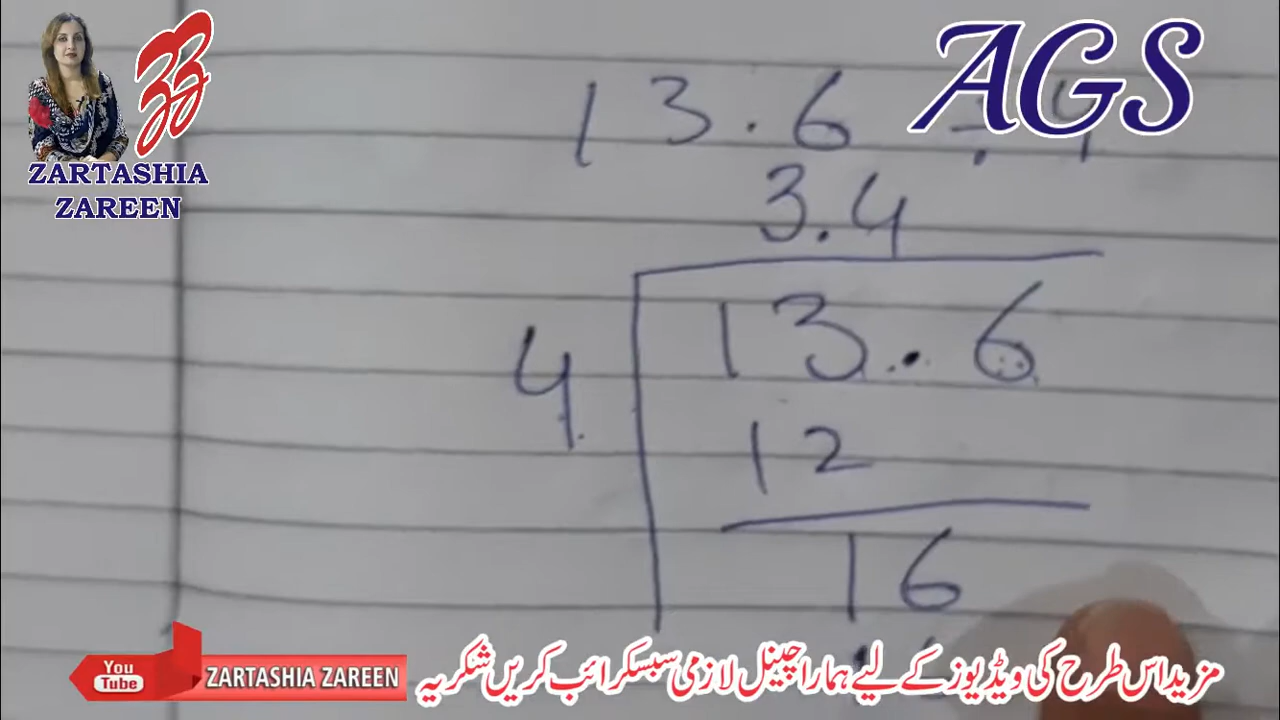 AGS
ZARTASHIA
ZAREEN
13.6 ÷ 4
3.4
4
13.6
12
16
You
Tube
ZARTASHIA ZAREEN
مزید اس طرح کی ویڈیوز کے لیے ہمارا چینل لازمی سبسکرائب کریں شکریہ